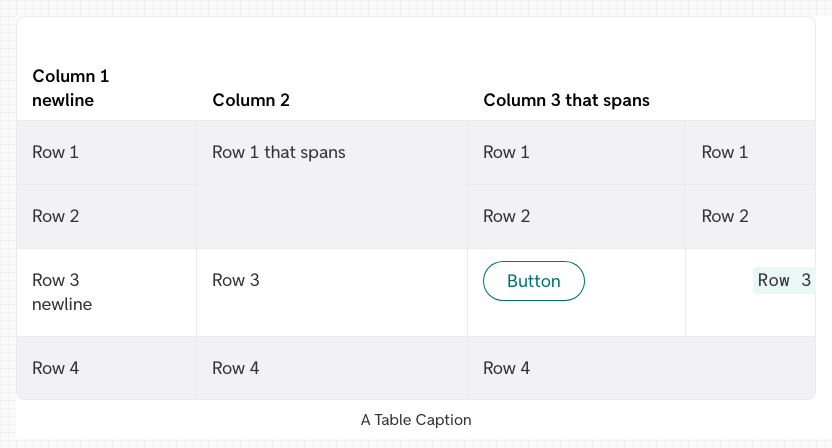 Column 1
newline
Column 2
Column 3 that spans
Row 1
Row 1 that spans
Row 1
Row 1
Row 2
Row 2
Row 2
Row 3
newline
Row 3
Button
Row 3
Row 4
Row 4
Row 4
A Table Caption